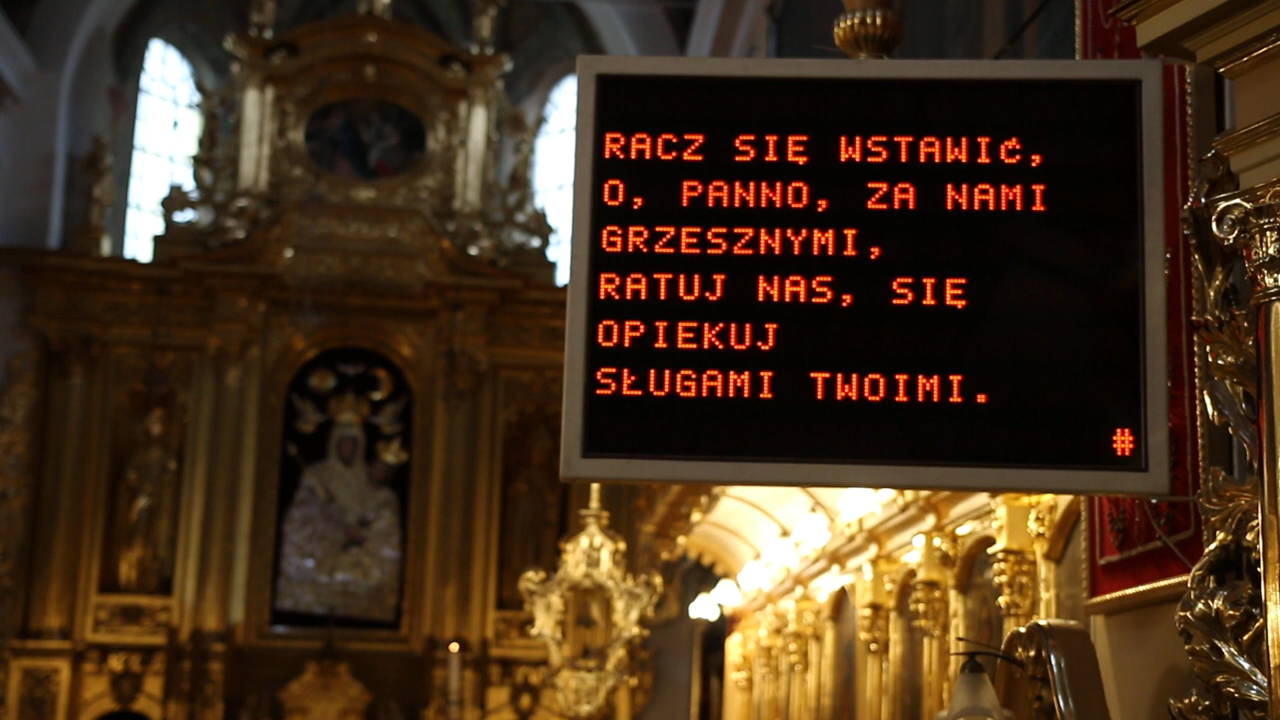 RACZ SIĘ WSTAWIĆ,
O, PANNO, ZA NAMI
GRZESZNYMI,
RATUJ NAS, SIĘ
OPIEKUJ
SŁUGAMI TWOIMI.
#